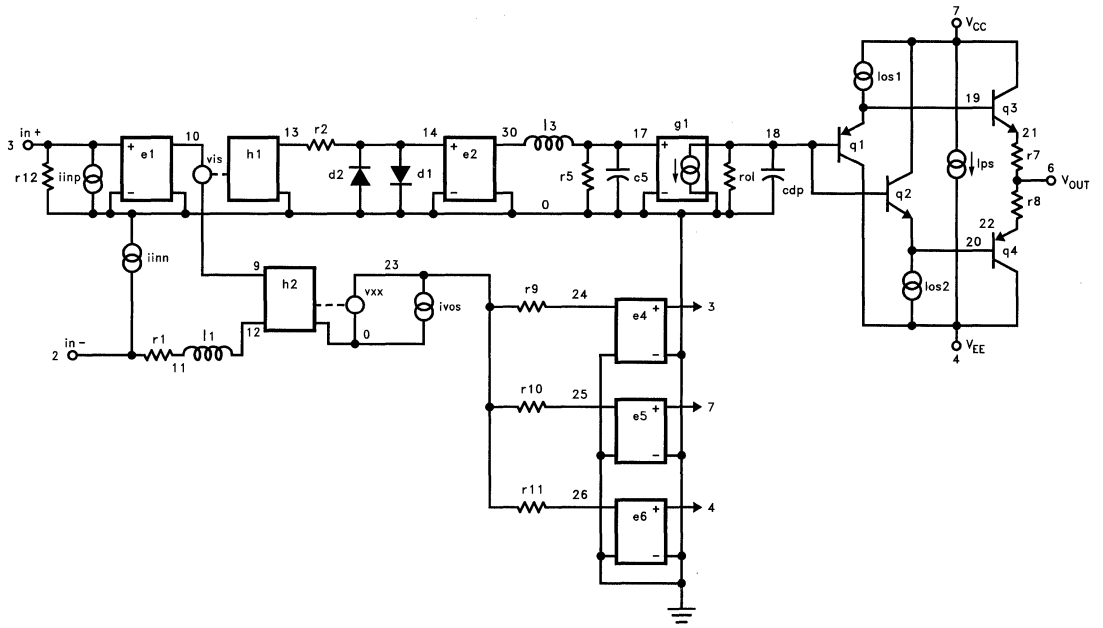 7
VCC
Ios1
19
q3
in+
3
10
13
r2
14
30
l3
17
g1
18
21
+
e1
vis
h1
+
e2
+
q1
r7
r12
iinp
d2
d1
r5
c5
rol
cdp
Ips
6
VOUT
−
−
−
q2
r8
0
22
iinn
20
q4
9
23
h2
vxx
ivos
Ios2
r9
24
+
e4
3
12
0
−
in−
2
r1
l1
11
VEE
4
r10
25
+
e5
7
−
r11
26
+
e6
4
−